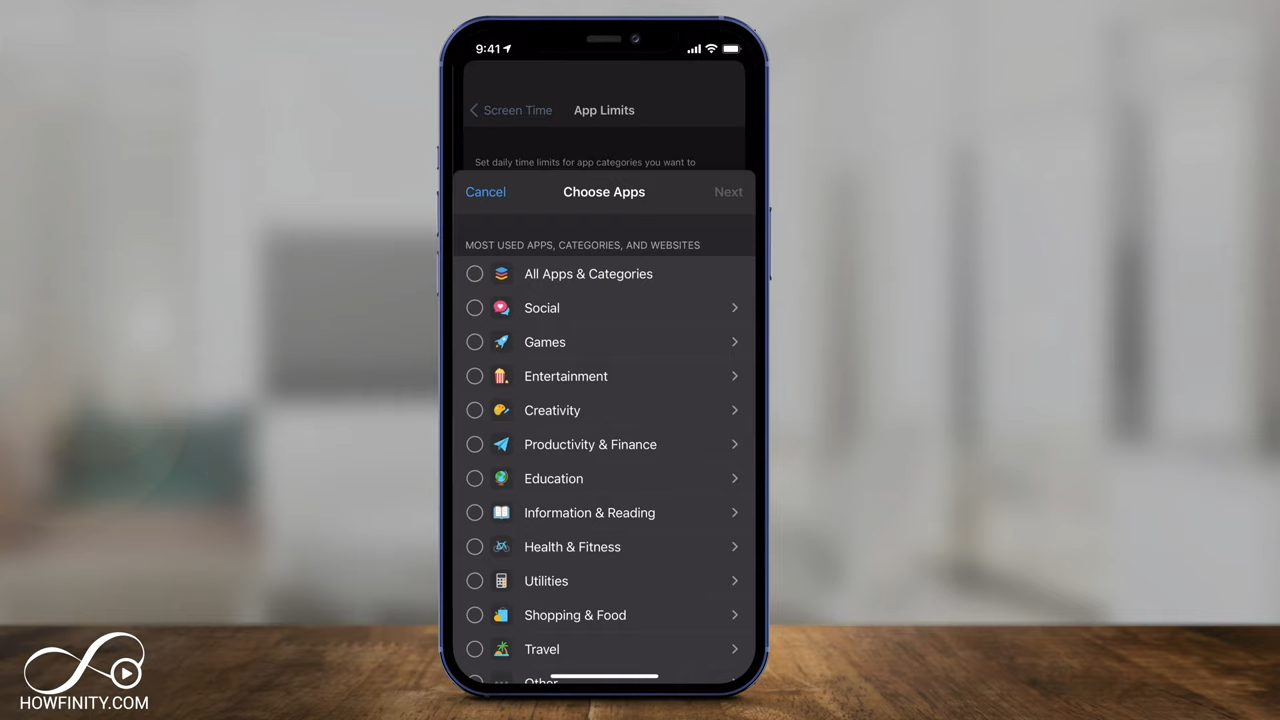 9:41
Screen Time
App Limits
Set daily time limits for app categories you want to
Cancel
Choose Apps
Next
MOST USED APPS, CATEGORIES, AND WEBSITES
All Apps & Categories
Social
Games
Entertainment
Creativity
Productivity & Finance
Education
Information & Reading
Health & Fitness
Utilities
Shopping & Food
Travel
Other
HOWFINITY.COM